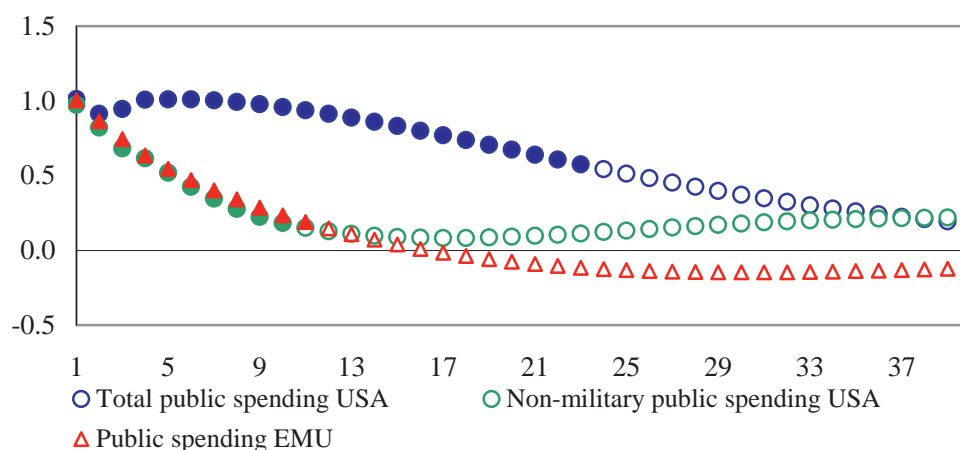 1.5
1.0
0.5
0.0
-0.5
1 5 9 13 17 21 25 29 33 37
Total public spending USA Non-military public spending USA
Public spending EMU